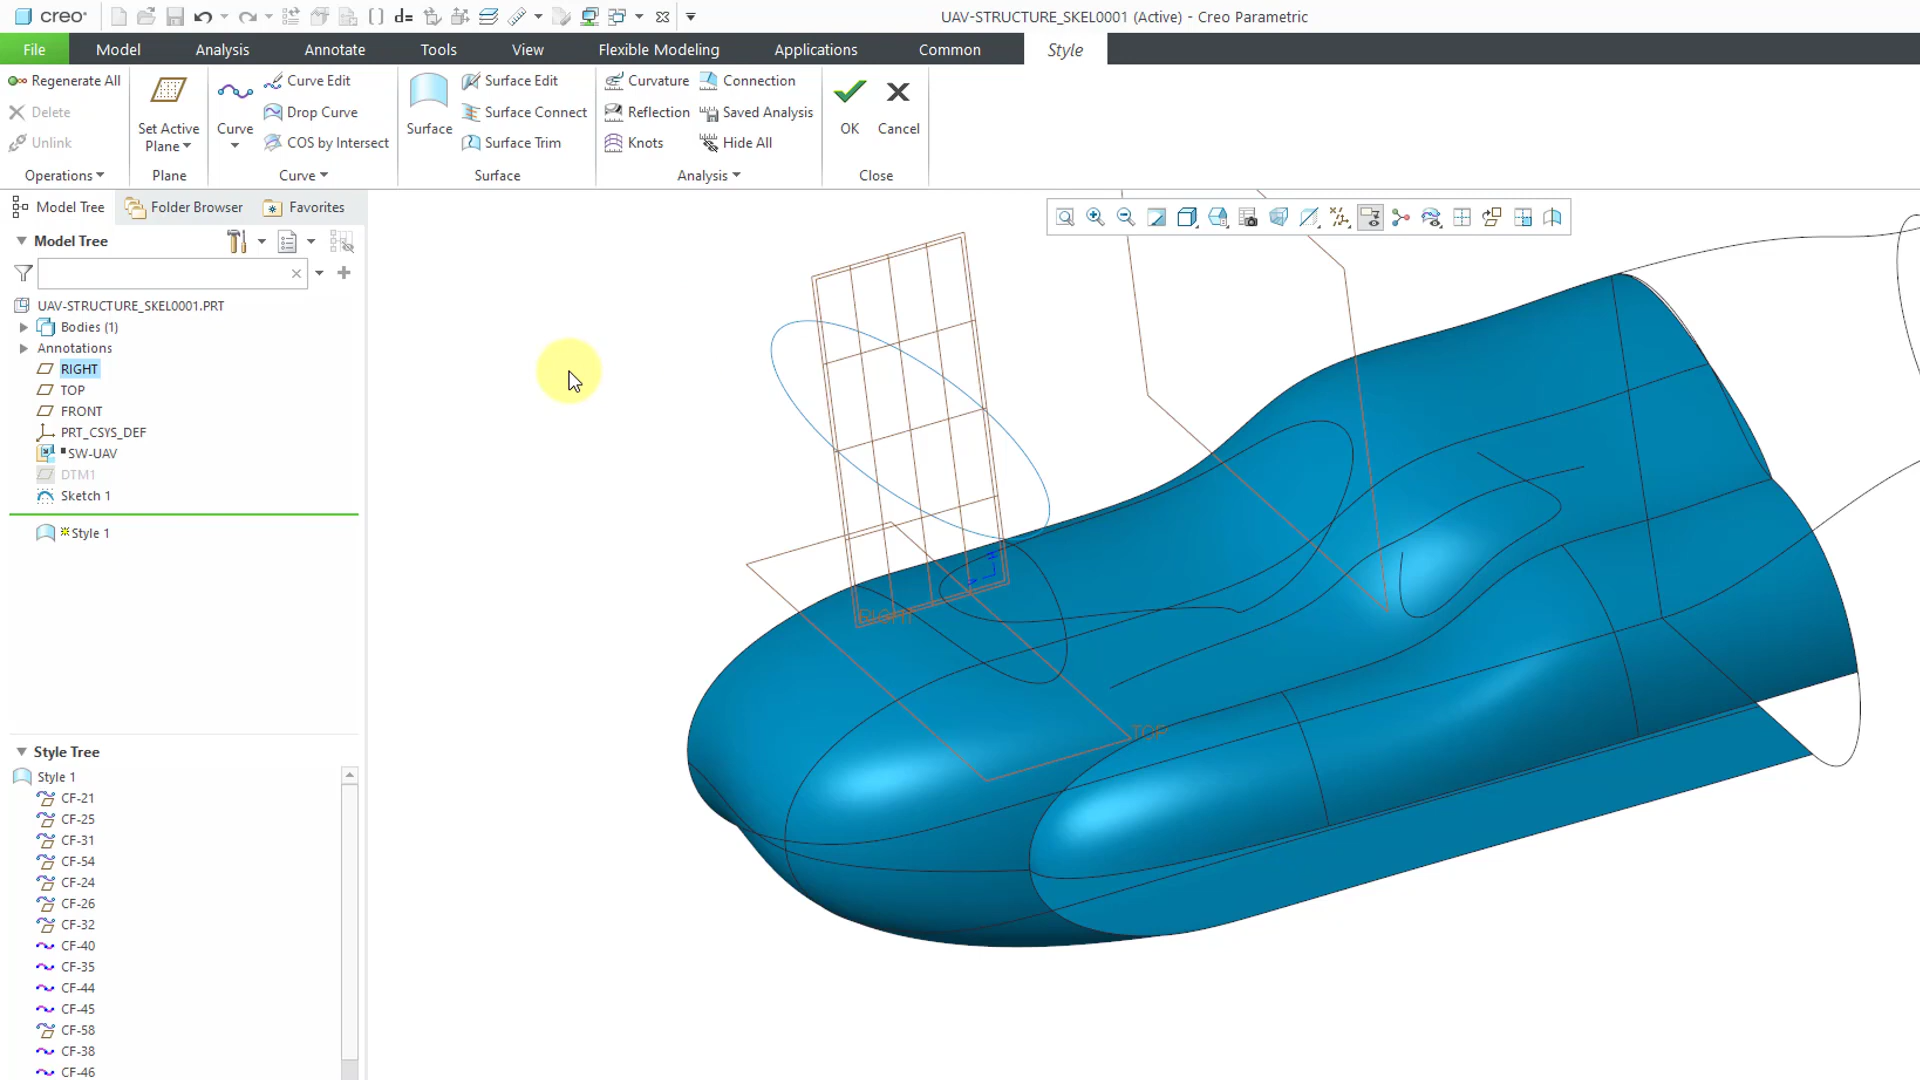 creo
d=
UAV-STRUCTURE_SKEL0001 (Active) - Creo Parametric
File Model Analysis Annotate Tools View Flexible Modeling Applications Common Style
Regenerate All
Delete
Unlink
Operations
Set Active
Plane
Plane
Curve
Curve Edit
Drop Curve
COS by Intersect
Curve
Surface
Surface Edit
Surface Connect
Surface Trim
Surface
Curvature
Reflection
Knots
Connection
Saved Analysis
Hide All
Analysis
OK
Cancel
Close
Model Tree Folder Browser Favorites
Model Tree
UAV-STRUCTURE_SKEL0001.PRT
Bodies (1)
Annotations
RIGHT
TOP
FRONT
PRT_CSYS_DEF
SW-UAV
DTM1
Sketch 1
Style 1
Style Tree
Style 1
CF-21
CF-25
CF-31
CF-54
CF-24
CF-26
CF-32
CF-40
CF-35
CF-44
CF-45
CF-58
CF-38
CF-46
RIGHT
TOP